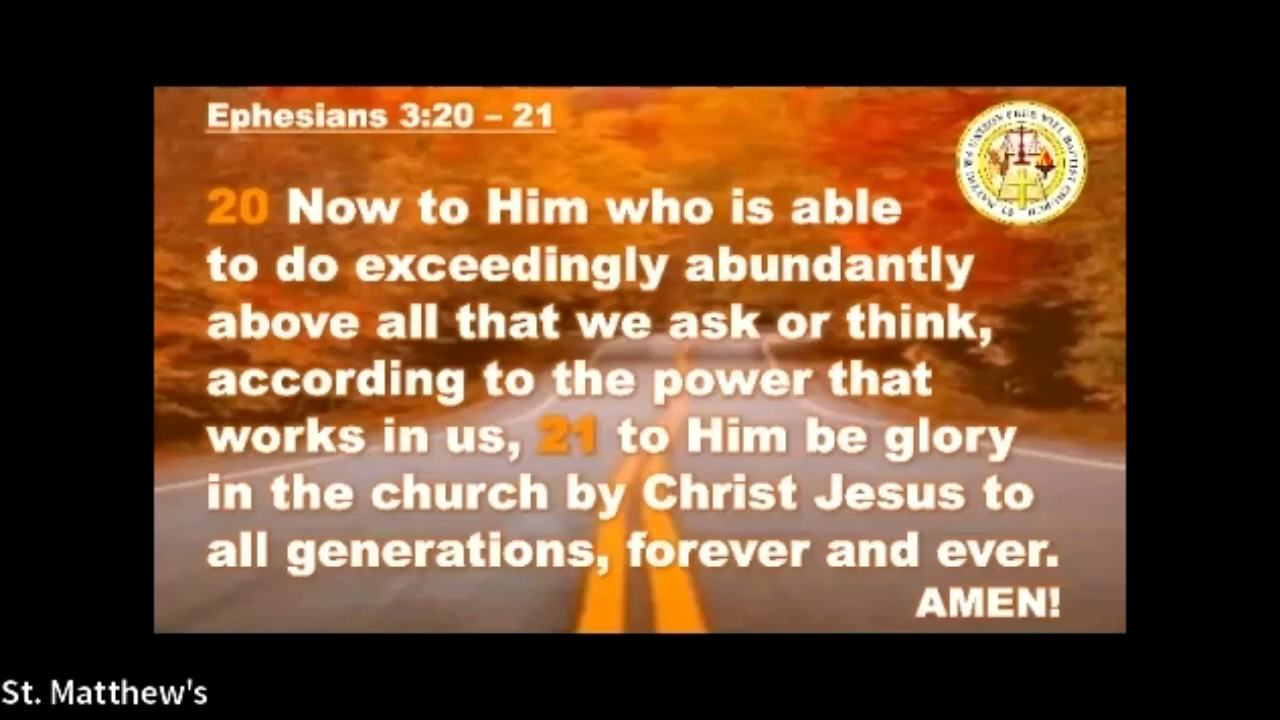 Ephesians 3:20 – 21
20 Now to Him who is able
to do exceedingly abundantly
above all that we ask or think,
according to the power that
works in us, 21 to Him be glory
in the church by Christ Jesus to
all generations, forever and ever.
AMEN!
St. Matthew's